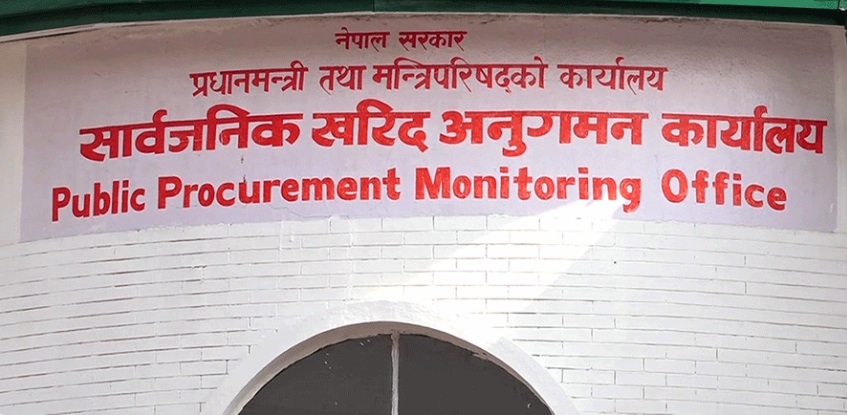 नेपाल सरकार
प्रधानमन्त्री तथा मन्त्रिपरिषद्को कार्यालय
सार्वजनिक खरिद अनुगमन कार्यालय
Public Procurement Monitoring Office